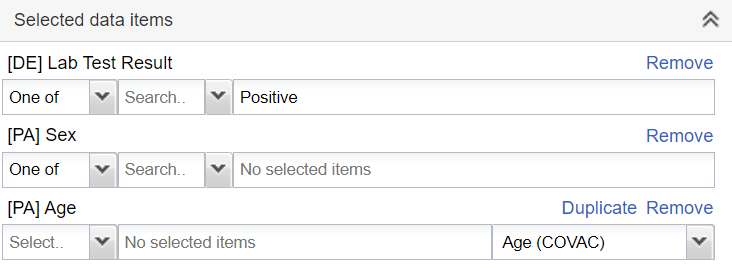 Selected data items
[DE] Lab Test Result Remove
One of Search.. Positive
[PA] Sex Remove
One of Search.. No selected items
[PA] Age Duplicate Remove
Select.. No selected items Age (COVAC)